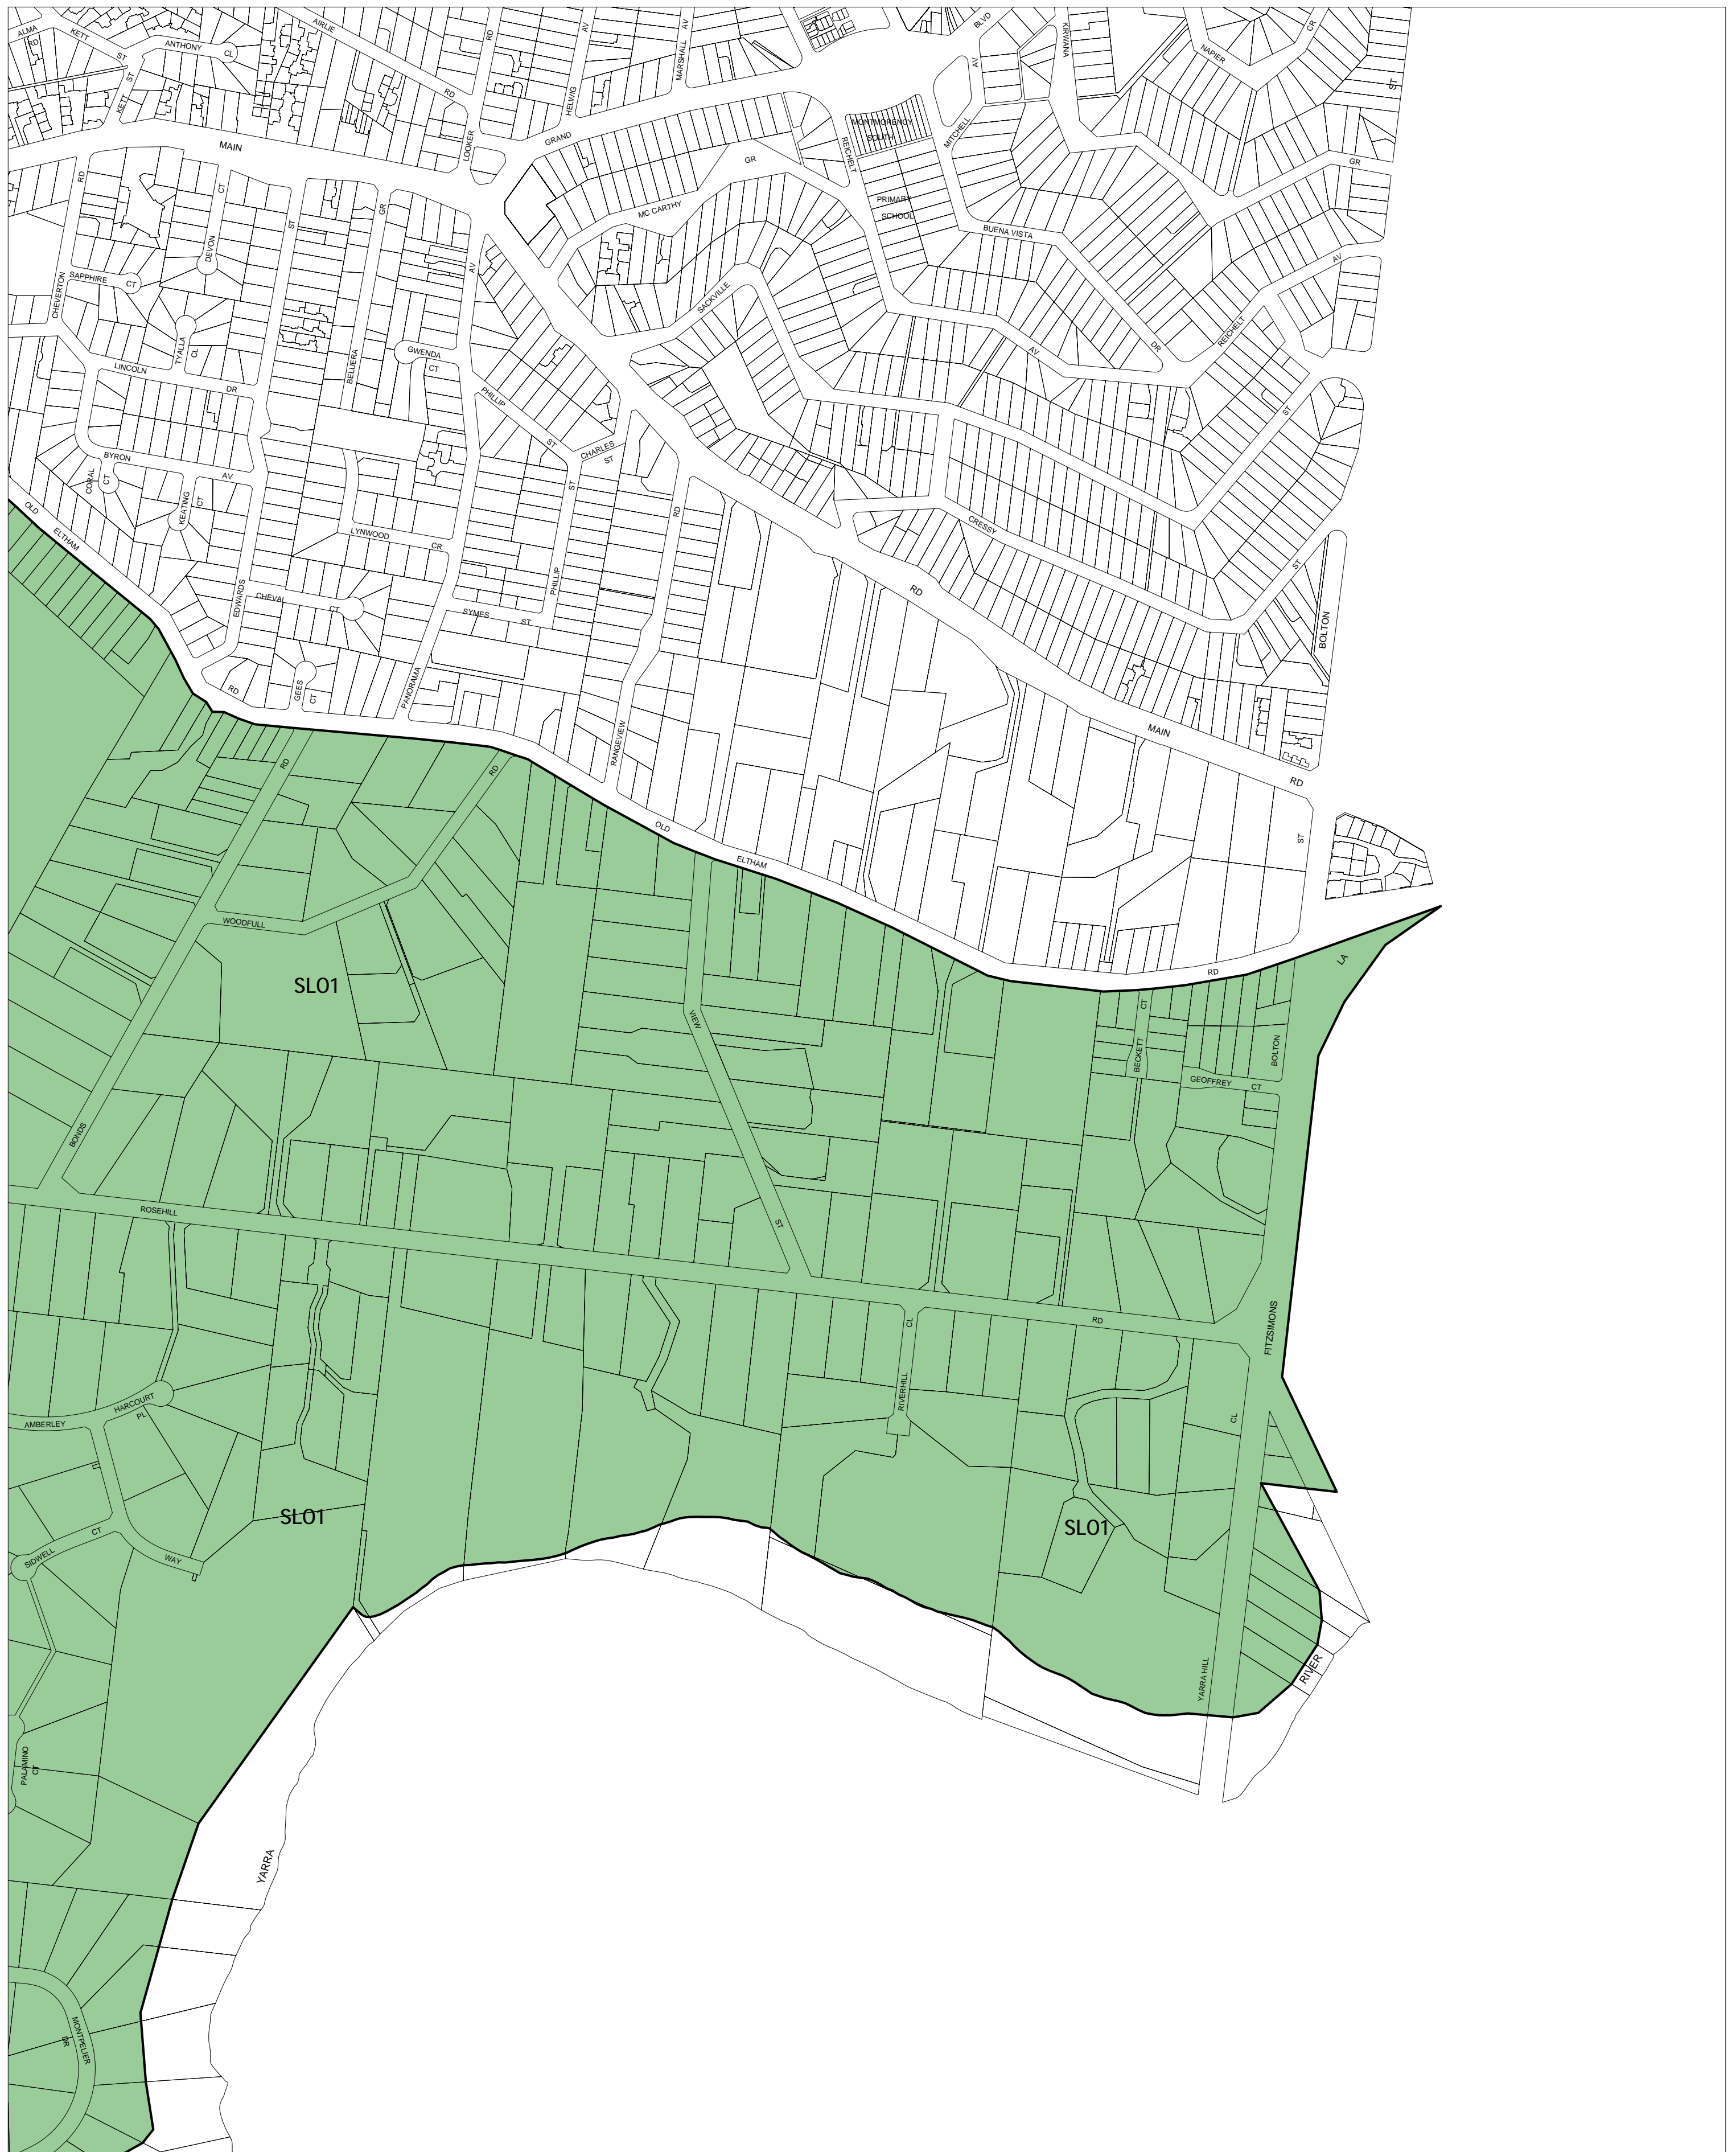 ALMA
RD
KETT
ST
ANTHONY
CL
AIRLIE
RD
RD
AV
HELWIG
MARSHALL
AV
BLVD
KIRWANA
AV
NAPIER
CR
ST
KETT
ST
MAIN
LOOKER
GRAND
GR
REICHELT
MONTMORENCY
SOUTH
MITCHELL
GR
RD
CT
DEVON
ST
GR
AV
MC CARTHY
PRIMARY
SCHOOL
BUENA VISTA
AV
SAPPHIRE
CT
CHEVERTON
SACKVILLE
AV
DR
REICHELT
TYALLA
CL
BELUERA
GWENDA
CT
LINCOLN
DR
PHILLIP
ST
CHARLES
ST
ST
BYRON
AV
CORAL
CT
KEATING
CT
ST
RD
OLD
ELTHAM
LYNWOOD
CR
CRESSY
ST
EDWARDS
CHEVAL
CT
SYMES
ST
PHILLIP
RD
BOLTON
RD
GEES
CT
PANORAMA
RANGEVIEW
MAIN
RD
RD
RD
OLD
ELTHAM
ST
WOODFULL
SLO1
RD
LA
VIEW
CT
BECKETT
BOLTON
GEOFFREY
CT
BONDS
ROSEHILL
ST
CL
RD
FITZSIMONS
HARCOURT
PL
AMBERLEY
RIVERHILL
CL
SLO1
SLO1
CT
SIDWELL
WAY
YARRA HILL
RIVER
PALAMINO
CT
YARRA
MONTPELIER
DR